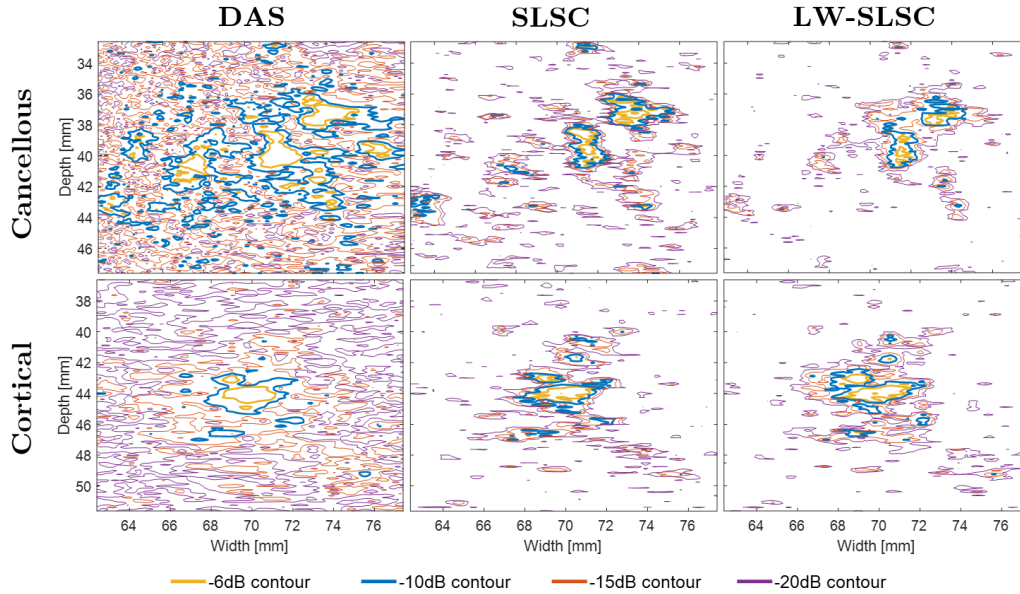 DAS SLSC LW-SLSC
Cancellous
Depth [mm]
34
36
38
40
42
44
46
Cortical
Depth [mm]
38
40
42
44
46
48
50
64 66 68 70 72 74 76 64 66 68 70 72 74 76 64 66 68 70 72 74 76
Width [mm] Width [mm] Width [mm]
-6dB contour -10dB contour -15dB contour -20dB contour